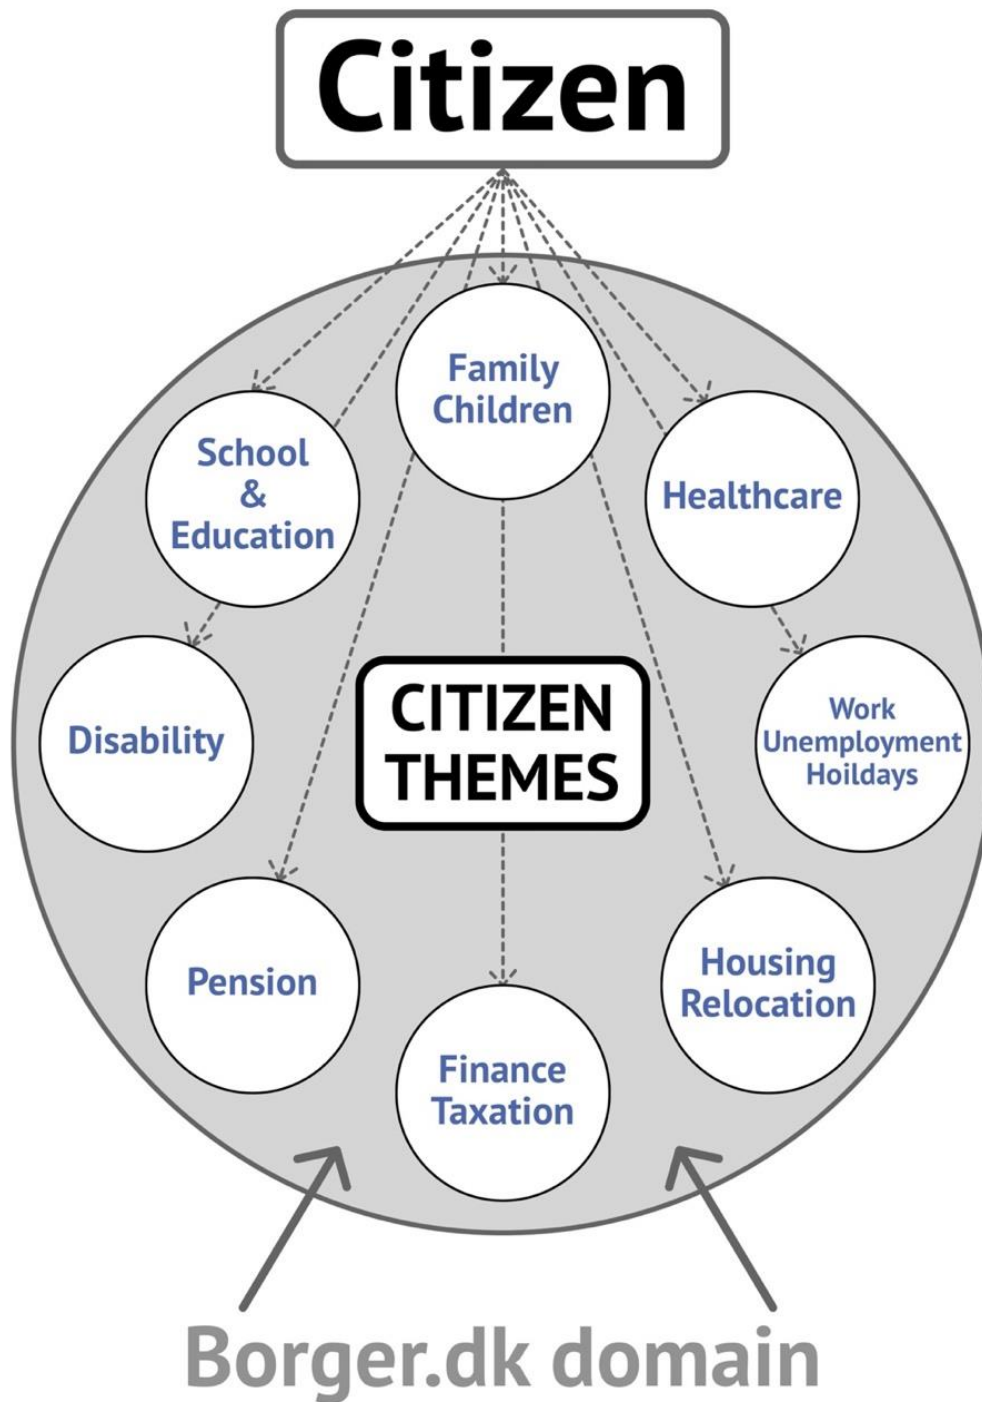 Citizen
Family
Children
School
&
Education
Healthcare
CITIZEN
THEMES
Disability
Work
Unemployment
Hoildays
Pension
Housing
Relocation
Finance
Taxation
Borger.dk domain